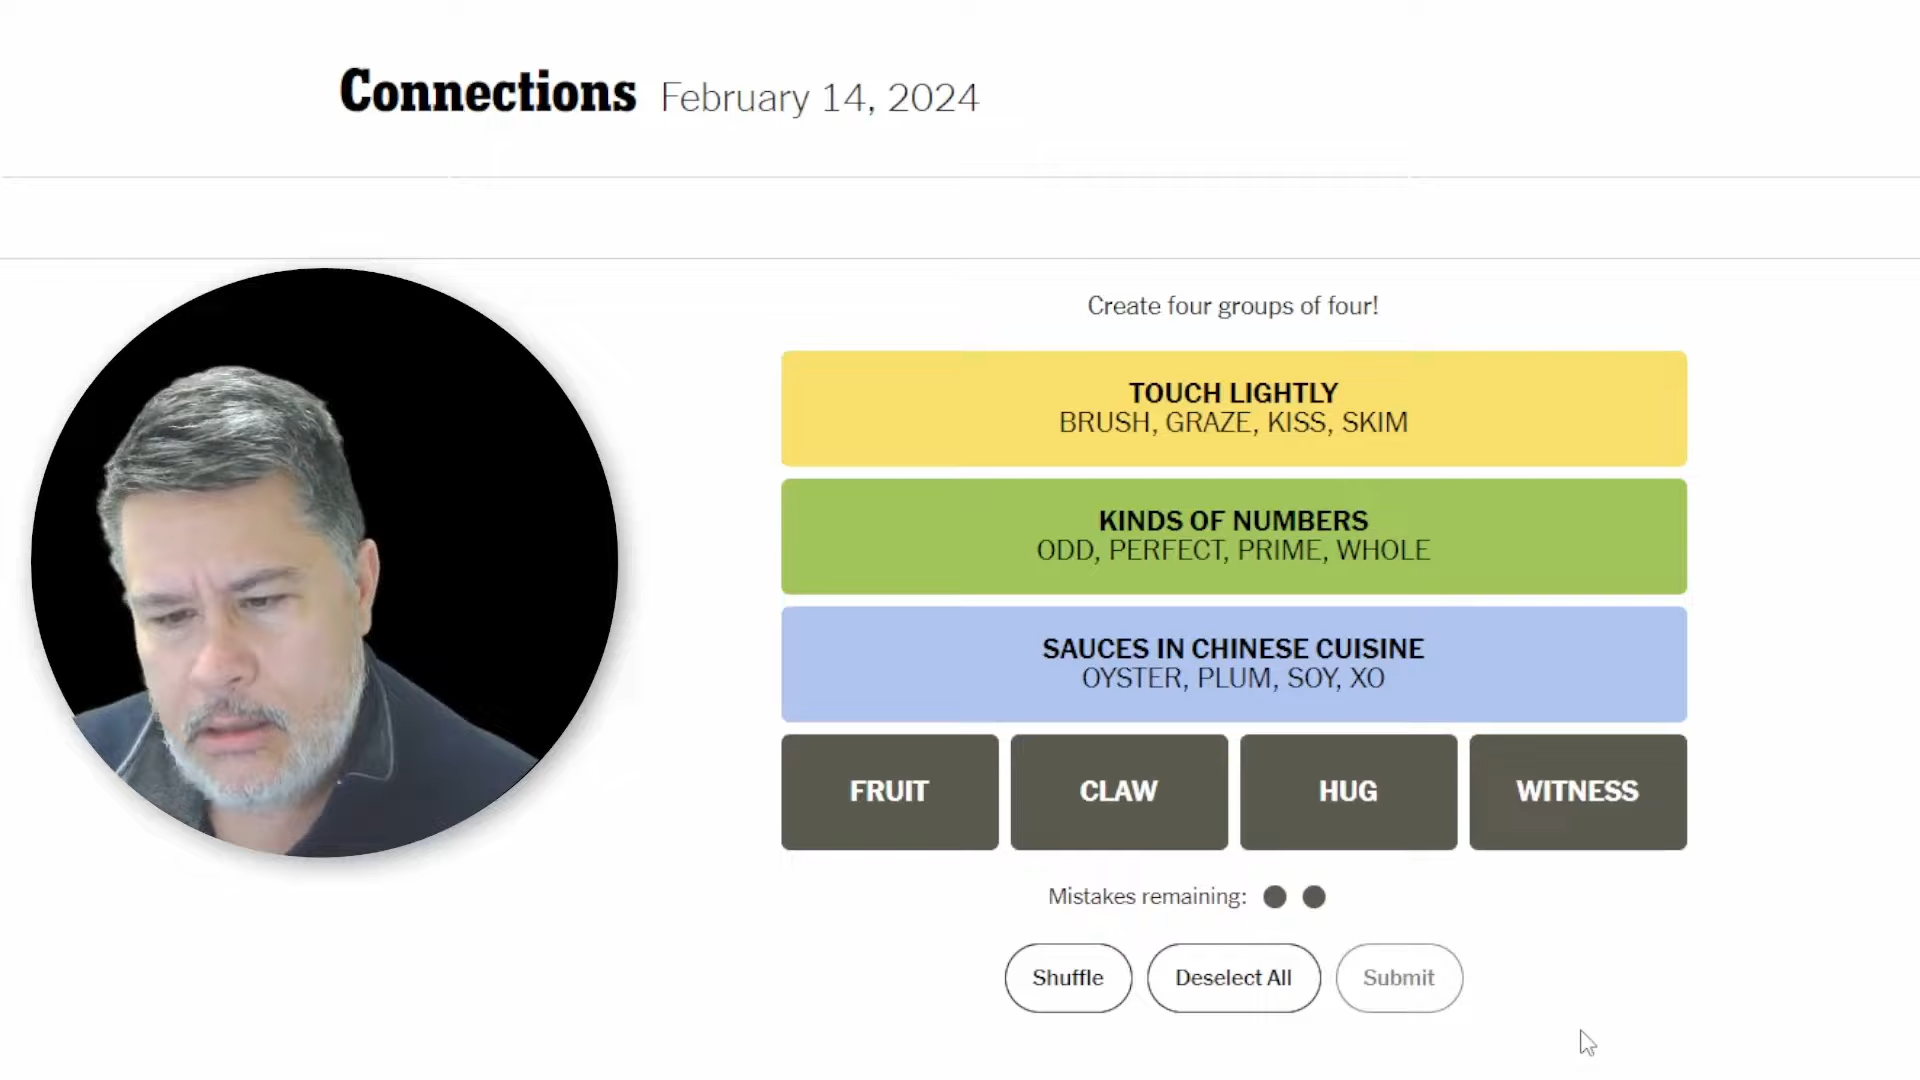 Connections February 14, 2024
Create four groups of four!
TOUCH LIGHTLY
BRUSH, GRAZE, KISS, SKIM
KINDS OF NUMBERS
ODD, PERFECT, PRIME, WHOLE
SAUCES IN CHINESE CUISINE
OYSTER, PLUM, SOY, XO
FRUIT CLAW HUG WITNESS
Mistakes remaining:
Shuffle Deselect All Submit